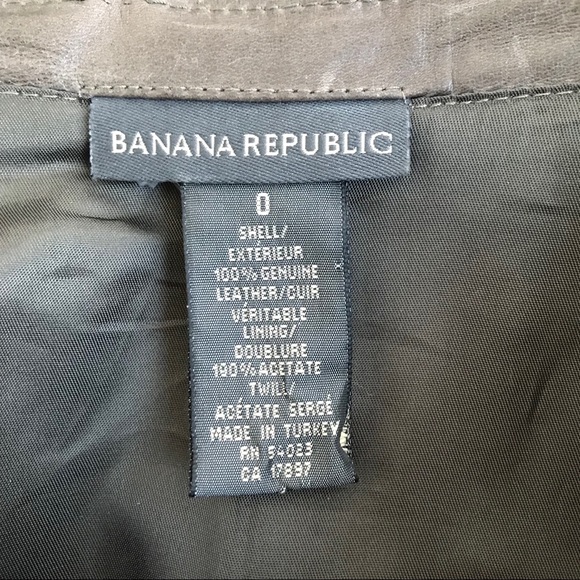 BANANA REPUBLIC
0
SHELL/
EXTÉRIEUR
100% GENUINE
LEATHER/CUIR
VÉRITABLE
LINING/
DOUBLURE
100% ACETATE
TWILL/
ACÉTATE SERGÉ
MADE IN TURKEY
RN 54023
CA 17897